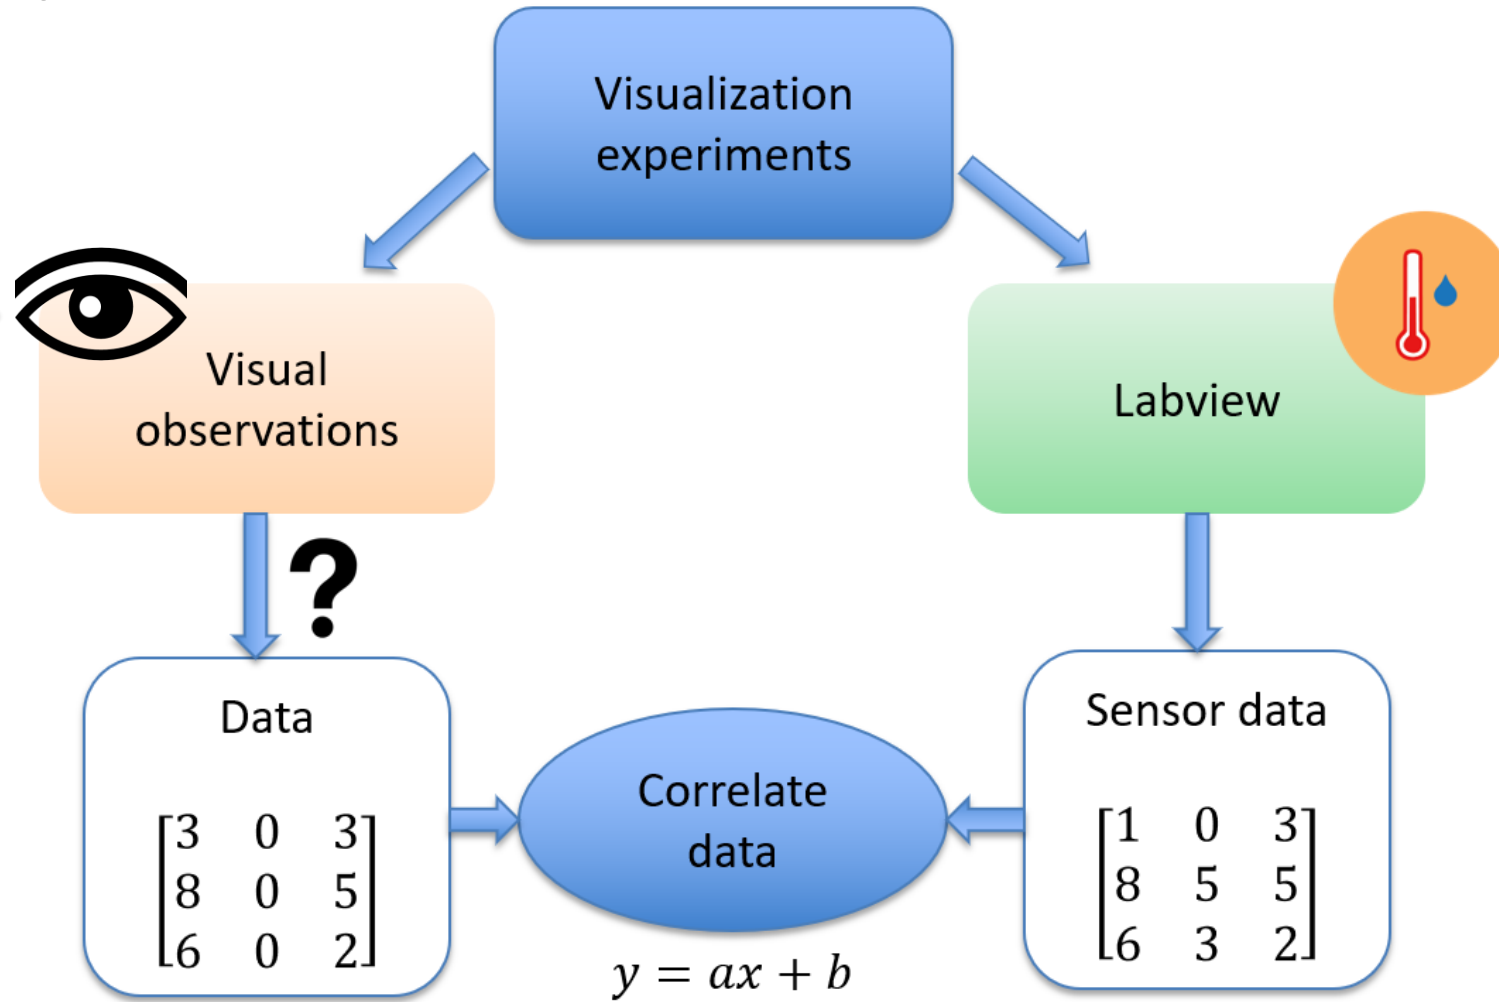 Visualization
experiments
Visual
observations
Labview
?
Data
3 0 3
8 0 5
6 0 2
Correlate
data
y = ax + b
Sensor data
1 0 3
8 5 5
6 3 2